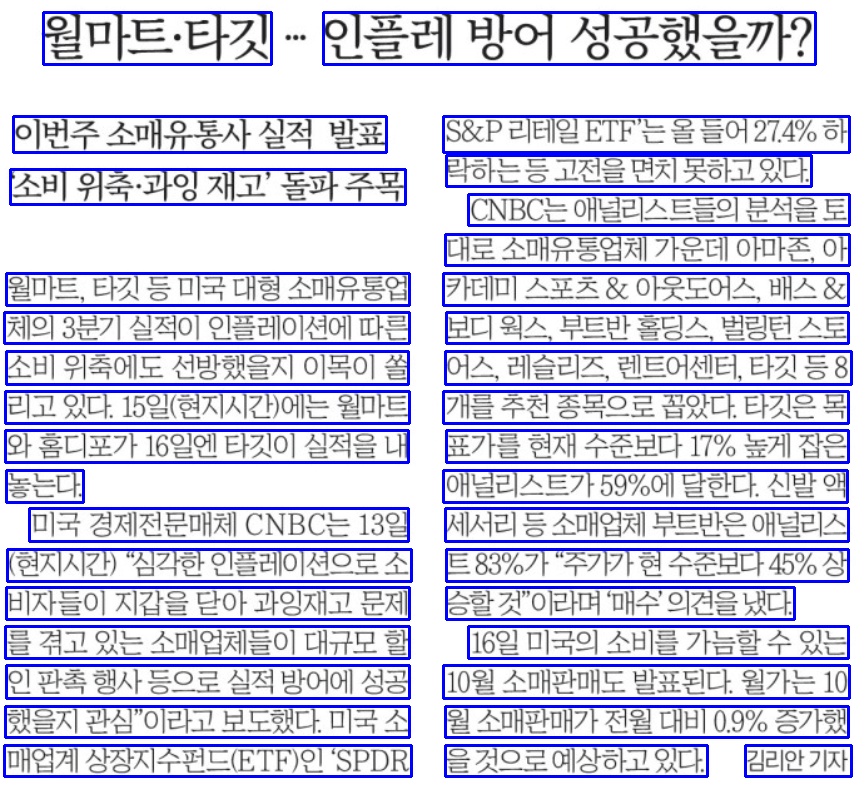 월마트·타깃 … 인플레 방어 성공했을까?
이번주 소매유통사 실적 발표
‘소비 위축·과잉 재고’ 돌파 주목
월마트, 타깃 등 미국 대형 소매유통업
체의 3분기 실적이 인플레이션에 따른
소비 위축에도 선방했을지 이목이 쏠
리고 있다. 15일(현지시간)에는 월마트
와 홈디포가 16일엔 타깃이 실적을 내
놓는다.
미국 경제전문매체 CNBC는 13일
(현지시간) “심각한 인플레이션으로 소
비자들이 지갑을 닫아 과잉재고 문제
를 겪고 있는 소매업체들이 대규모 할
인 판촉 행사 등으로 실적 방어에 성공
했을지 관심”이라고 보도했다. 미국 소
매업계 상장지수펀드(ETF)인 ‘SPDR
S&P 리테일 ETF’는 올 들어 27.4% 하
락하는 등 고전을 면치 못하고 있다.
CNBC는 애널리스트들의 분석을 토
대로 소매유통업체 가운데 아마존, 아
카데미 스포츠 & 아웃도어스, 배스 &
보디 웍스, 부트반 홀딩스, 벌링턴 스토
어스, 레슬리즈, 렌트어센터, 타깃 등 8
개를 추천 종목으로 꼽았다. 타깃은 목
표가를 현재 수준보다 17% 높게 잡은
애널리스트가 59%에 달한다. 신발 액
세서리 등 소매업체 부트반은 애널리스
트 83%가 “주가가 현 수준보다 45% 상
승할 것”이라며 ‘매수’ 의견을 냈다.
16일 미국의 소비를 가늠할 수 있는
10월 소매판매도 발표된다. 월가는 10
월 소매판매가 전월 대비 0.9% 증가했
을 것으로 예상하고 있다. 김리안 기자